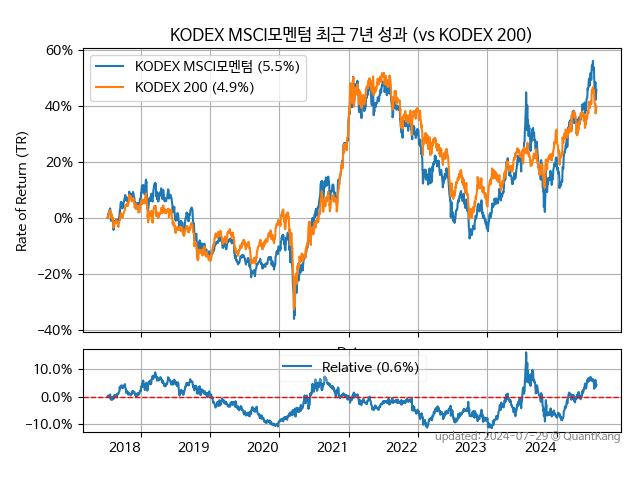 KODEX MSCI모멘텀 최근 7년 성과 (vs KODEX 200)
60%
40%
20%
0%
−20%
−40%
Rate of Return (TR)
KODEX MSCI모멘텀 (5.5%)
KODEX 200 (4.9%)
10.0%
0.0%
−10.0%
Relative (0.6%)
2018 2019 2020 2021 2022 2023 2024
updated: 2024-07-29 © QuantKang